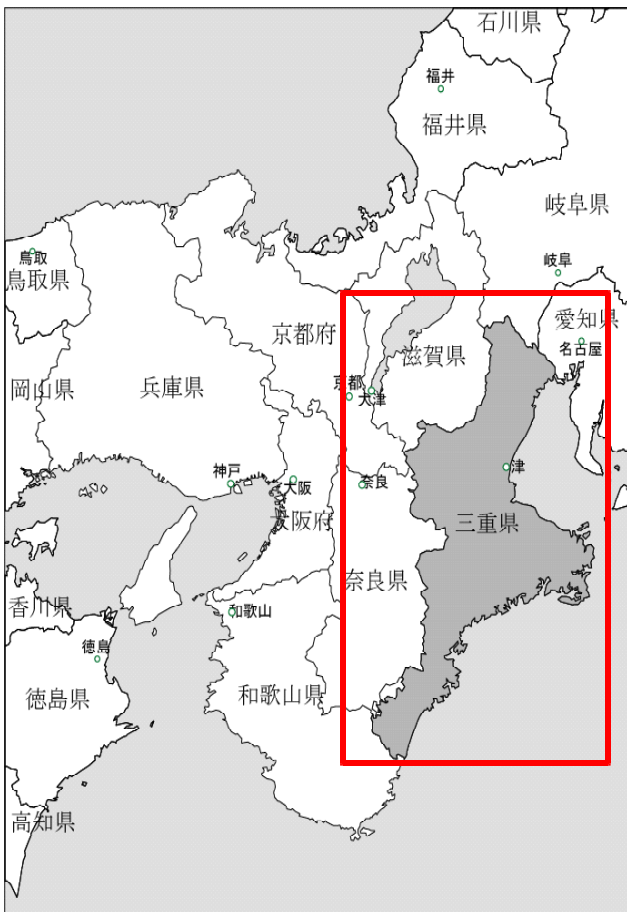 石川県
福井
福井県
岐阜県
鳥取
鳥取県
岐阜
愛知県
京都府
名古屋
滋賀県
岡山県
兵庫県
京都
大津
津
神戸
大阪
奈良
大阪府
三重県
奈良県
香川県
和歌山
徳島
徳島県
和歌山県
高知県